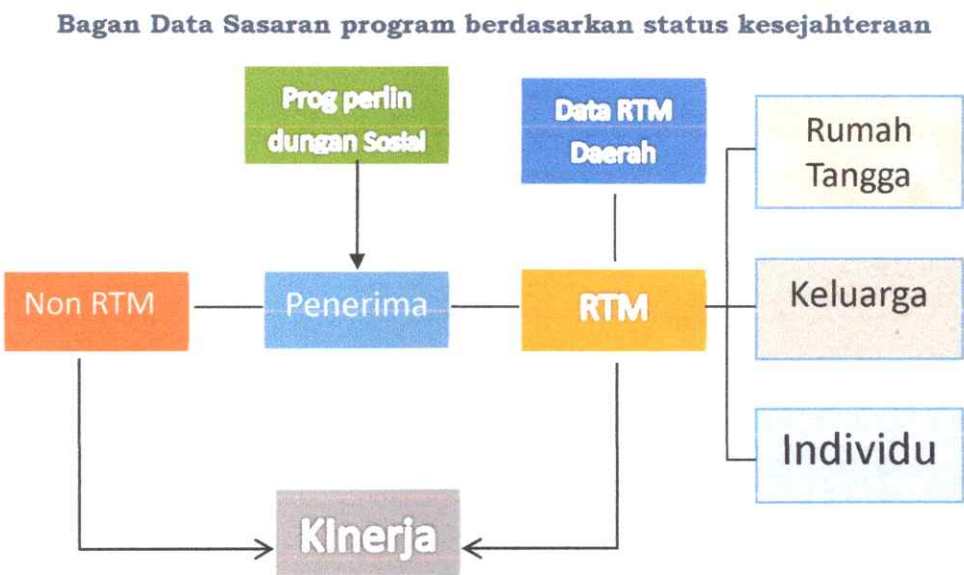 Bagan Data Sasaran program berdasarkan status kesejahteraan
Prog perlin
dungan Sosial
Data RTM
Daerah
Rumah
Tangga
Non RTM
Penerima
RTM
Keluarga
Individu
Kinerja